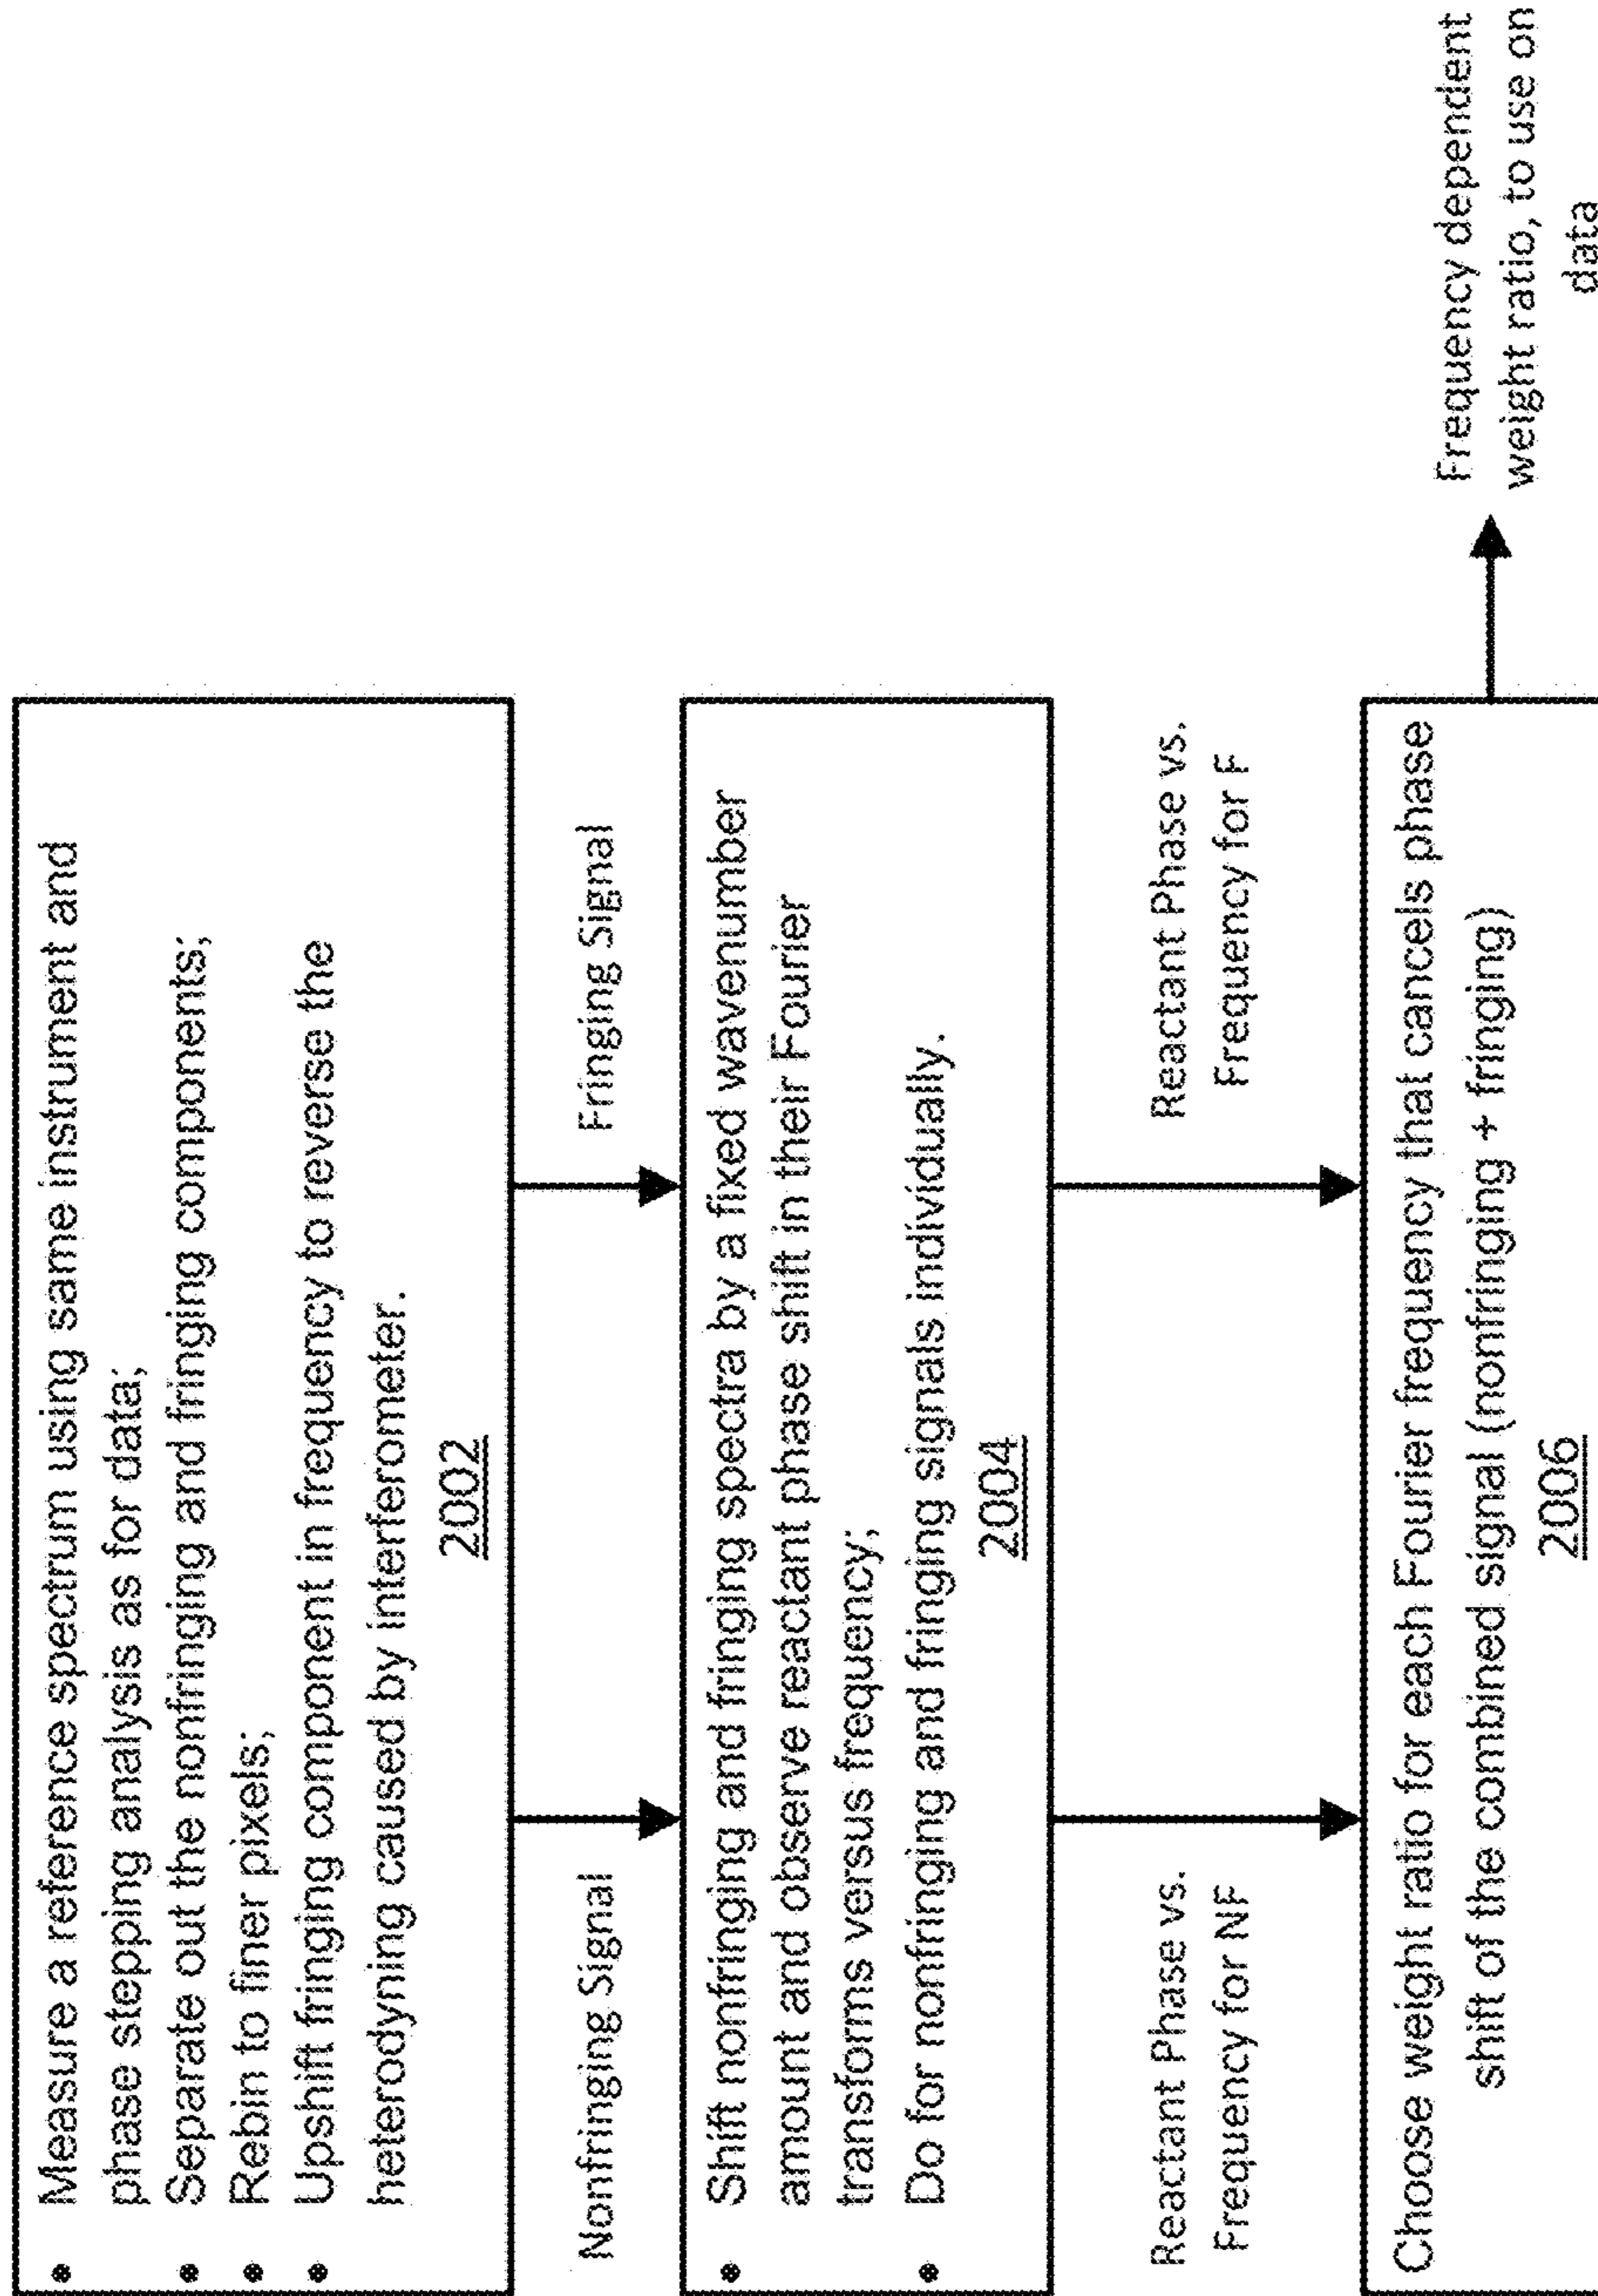 • Measure a reference spectrum using same instrument and
phase stepping analysis as for data;
• Separate out the nonfringing and fringing components;
• Rebin to finer pixels;
• Upshift fringing component in frequency to reverse the
heterodyning caused by interferometer.
2002
Nonfringing Signal
Fringing Signal
• Shift nonfringing and fringing spectra by a fixed wavenumber
amount and observe reactant phase shift in their Fourier
transforms versus frequency;
• Do for nonfringing and fringing signals individually.
2004
Reactant Phase vs.
Frequency for NF
Reactant Phase vs.
Frequency for F
Choose weight ratio for each Fourier frequency that cancels phase
shift of the combined signal (nonfringing + fringing)
2006
Frequency dependent
weight ratio, to use on
data